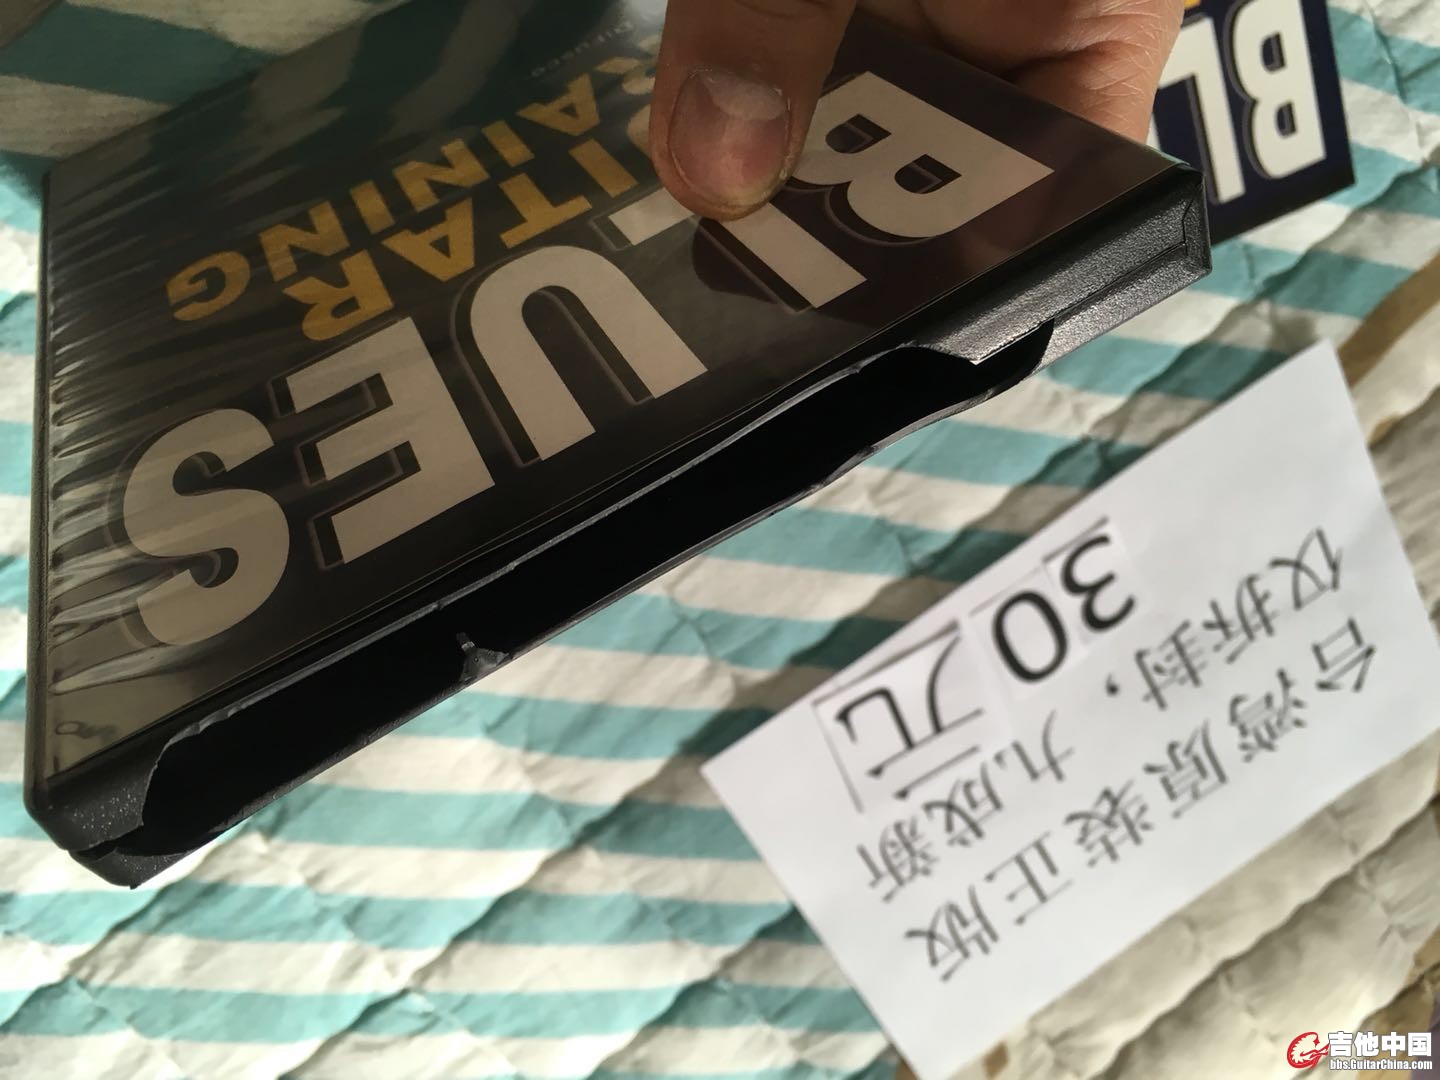 BLUES
GUITAR
TRAINING
BL
台湾原装正版
仅拆封，九成新
30元
吉他中国
bbs.GuitarChina.com